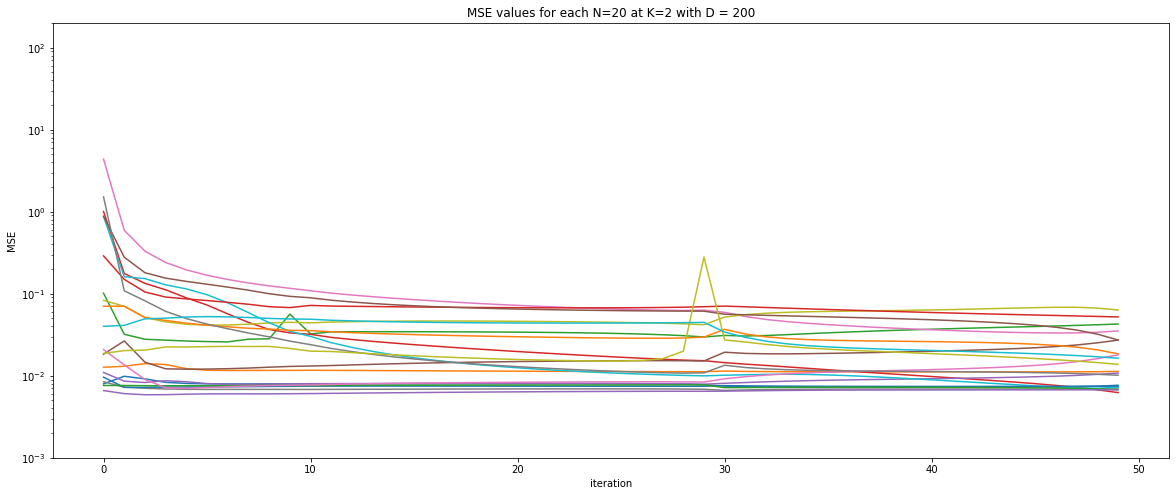 MSE values for each N=20 at K=2 with D = 200
MSE
10²
10¹
10⁰
10⁻¹
10⁻²
10⁻³
0 10 20 30 40 50
iteration